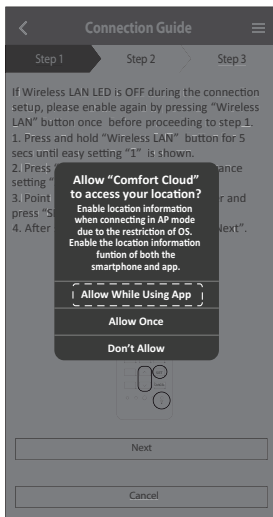 Connection Guide
Step 1 Step 2 Step 3
If Wireless LAN LED is OFF during the connection
setup, please enable again by pressing "Wireless
LAN" button once before proceeding to step 1.
1. Press and hold "Wireless LAN" button for 5
secs until easy setting "1" is shown.
2. Press
setting "
3. Point and
press
4. After Next".
Allow "Comfort Cloud"
to access your location?
Enable location information
when connecting in AP mode
due to the restriction of OS.
Enable the location information
funtion of both the
smartphone and app.
Allow While Using App
Allow Once
Don't Allow
Next
Cancel